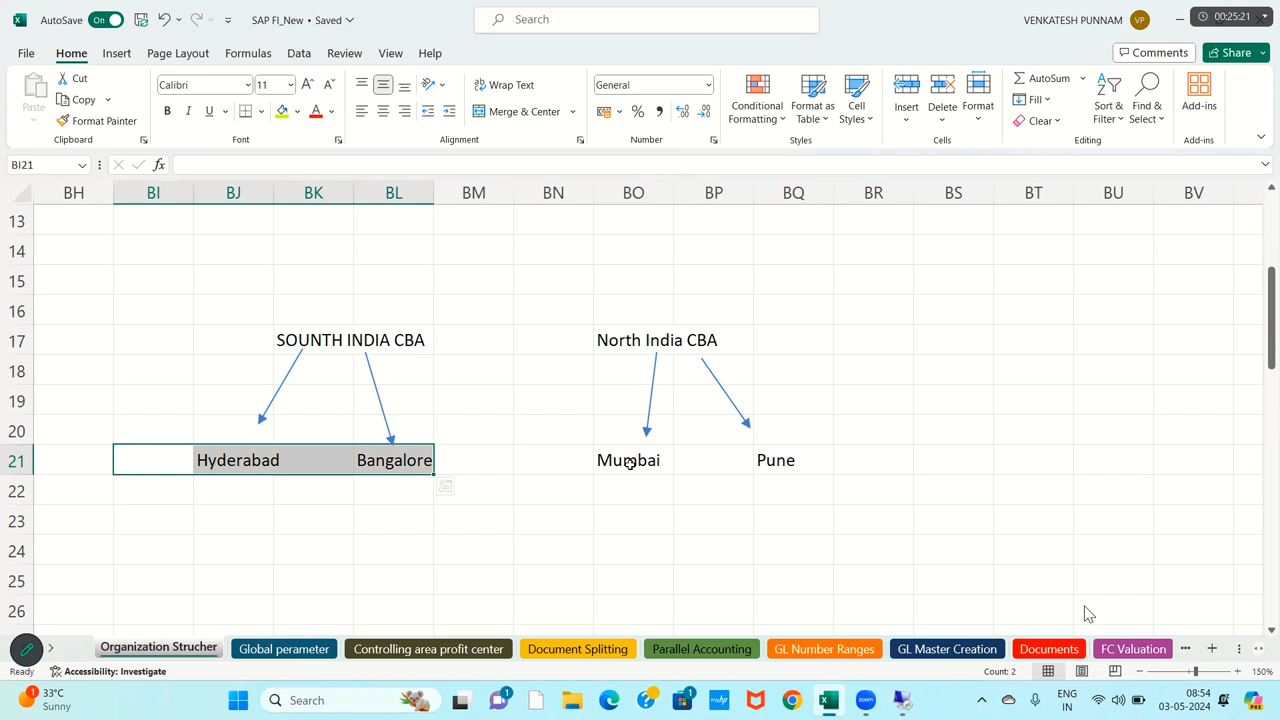 AutoSave On SAP FI_New • Saved Search VENKATESH PUNNAM VP 00:25:21
File Home Insert Page Layout Formulas Data Review View Help Comments Share
Paste Cut Copy Format Painter Clipboard
Calibri 11 B I U Font
Wrap Text Merge & Center Alignment
General % , Number
Conditional Formatting Format as Table Cell Styles Styles
Insert Delete Format Cells
AutoSum Fill Clear Sort & Filter Find & Select Editing
Add-ins Add-ins
BI21 fx
BH BI BJ BK BL BM BN BO BP BQ BR BS BT BU BV
13
14
15
16
17 SOUNTH INDIA CBA North India CBA
18
19
20
21 Hyderabad Bangalore Mumbai Pune
22
23
24
25
26
Organization Strucher Global perameter Controlling area profit center Document Splitting Parallel Accounting GL Number Ranges GL Master Creation Documents FC Valuation
Ready Accessibility: Investigate Count: 2 150%
33°C Sunny Search ENG IN 08:54 03-05-2024